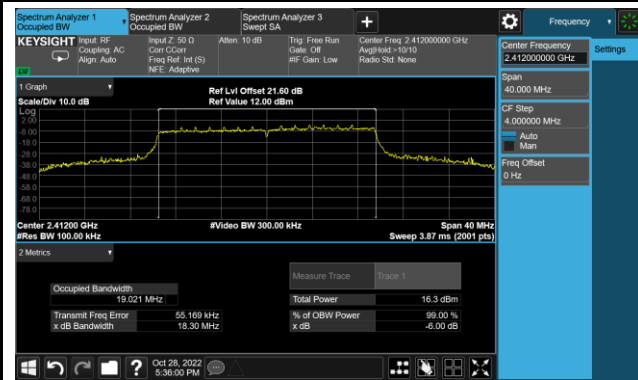 Spectrum Analyzer 1
Occupied BW
Spectrum Analyzer 2
Occupied BW
Spectrum Analyzer 3
Swept SA
+
Frequency
KEYSIGHT
Input: RF
Coupling: AC
Align: Auto
Input Z: 50 Ω
Corr CCorr
Freq Ref: Int (S)
NFE: Adaptive
Atten: 10 dB
Trig: Free Run
Gate: Off
#IF Gain: Low
Center Freq: 2.412000000 GHz
Avg|Hold:>10/10
Radio Std: None
LXI
Center Frequency
2.412000000 GHz
Settings
Span
40.000 MHz
CF Step
4.000000 MHz
Auto
Man
Freq Offset
0 Hz
1 Graph
Scale/Div 10.0 dB
Ref Lvl Offset 21.60 dB
Ref Value 12.00 dBm
Log
2.00
-8.00
-18.0
-28.0
-38.0
-48.0
-58.0
-68.0
-78.0
Center 2.41200 GHz
#Res BW 100.00 kHz
#Video BW 300.00 kHz
Span 40 MHz
Sweep 3.87 ms (2001 pts)
2 Metrics
Measure Trace
Trace 1
Occupied Bandwidth
19.021 MHz
Total Power
16.3 dBm
Transmit Freq Error
55.169 kHz
% of OBW Power
99.00 %
x dB Bandwidth
18.30 MHz
x dB
-6.00 dB
?
Oct 28, 2022
5:36:00 PM